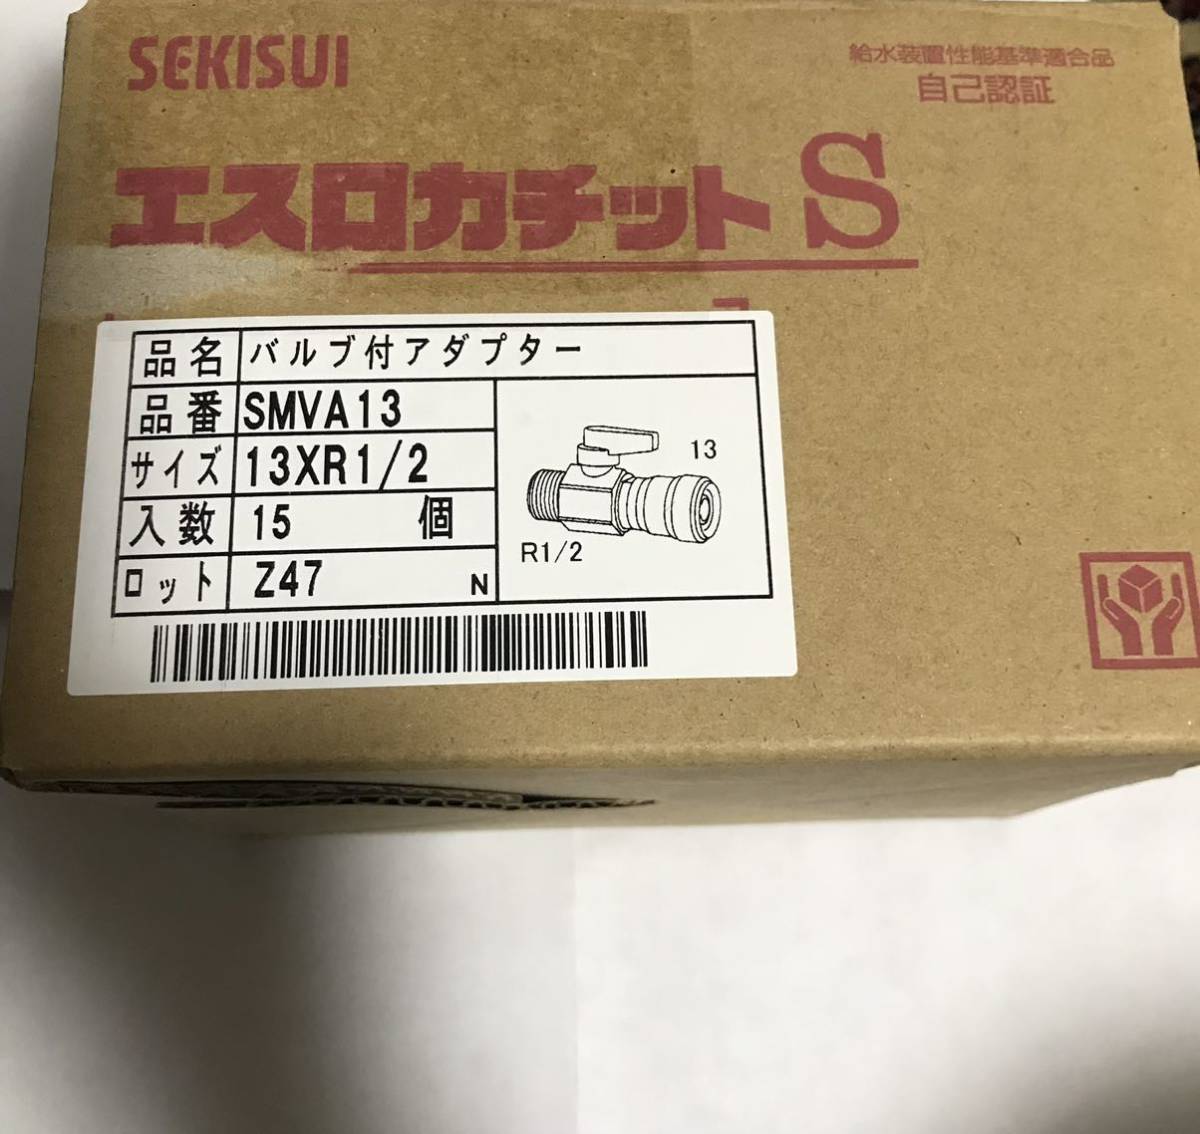 SEKISUI
給水装置性能基準適合品
自己認証
エスロカチットS
品名 バルブ付アダプター
品番 SMVA13
サイズ 13XR1/2
入数 15 個
ロット Z47 N
13
R1/2